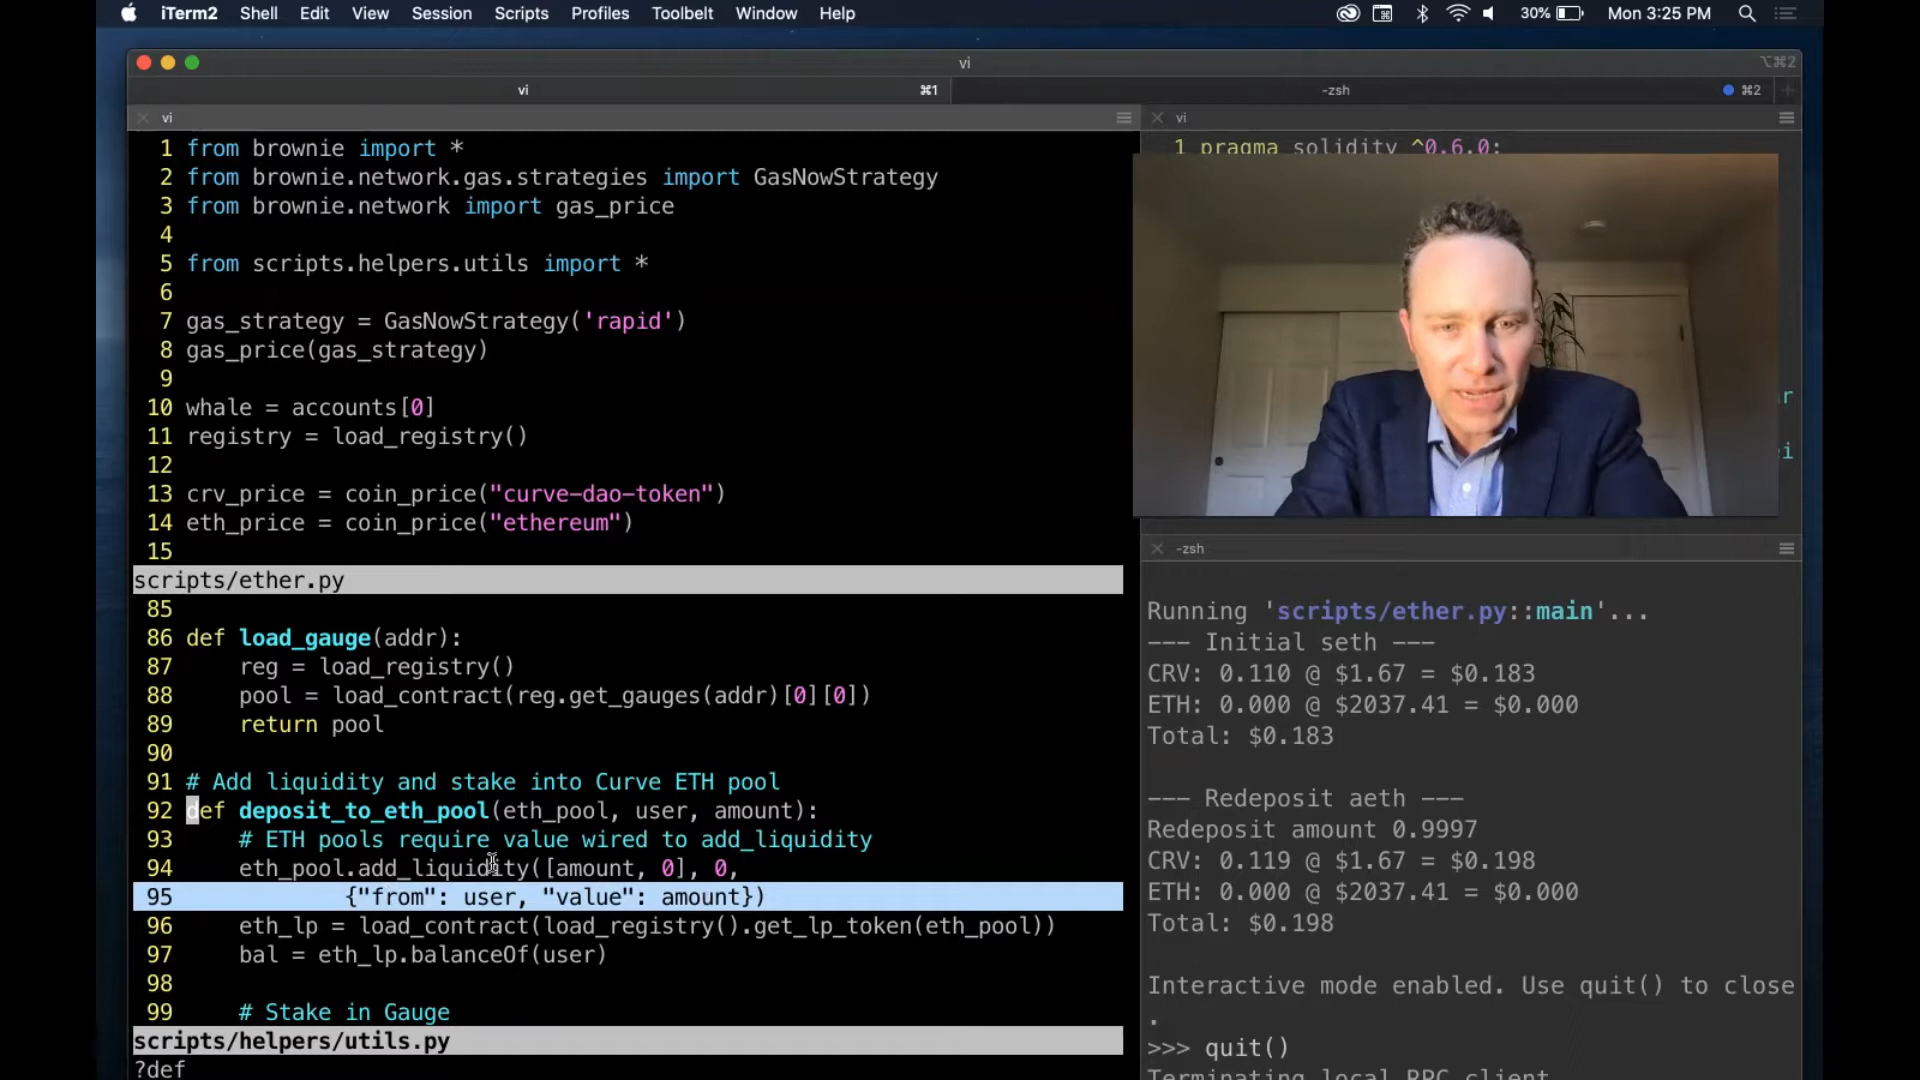 iTerm2 Shell Edit View Session Scripts Profiles Toolbelt Window Help 30% Mon 3:25 PM
vi ⌥⌘2
vi ⌘1 -zsh ⌘2
vi
1 from brownie import *
2 from brownie.network.gas.strategies import GasNowStrategy
3 from brownie.network import gas_price
4
5 from scripts.helpers.utils import *
6
7 gas_strategy = GasNowStrategy('rapid')
8 gas_price(gas_strategy)
9
10 whale = accounts[0]
11 registry = load_registry()
12
13 crv_price = coin_price("curve-dao-token")
14 eth_price = coin_price("ethereum")
15
scripts/ether.py
85
86 def load_gauge(addr):
87     reg = load_registry()
88     pool = load_contract(reg.get_gauges(addr)[0][0])
89     return pool
90
91 # Add liquidity and stake into Curve ETH pool
92 def deposit_to_eth_pool(eth_pool, user, amount):
93     # ETH pools require value wired to add_liquidity
94     eth_pool.add_liquidity([amount, 0], 0,
95             {"from": user, "value": amount})
96     eth_lp = load_contract(load_registry().get_lp_token(eth_pool))
97     bal = eth_lp.balanceOf(user)
98
99     # Stake in Gauge
scripts/helpers/utils.py
?def
vi
1 pragma solidity ^0.6.0;
r
i
-zsh
Running 'scripts/ether.py::main'...
--- Initial seth ---
CRV: 0.110 @ $1.67 = $0.183
ETH: 0.000 @ $2037.41 = $0.000
Total: $0.183
--- Redeposit aeth ---
Redeposit amount 0.9997
CRV: 0.119 @ $1.67 = $0.198
ETH: 0.000 @ $2037.41 = $0.000
Total: $0.198
Interactive mode enabled. Use quit() to close
.
>>> quit()
Terminating local RPC client